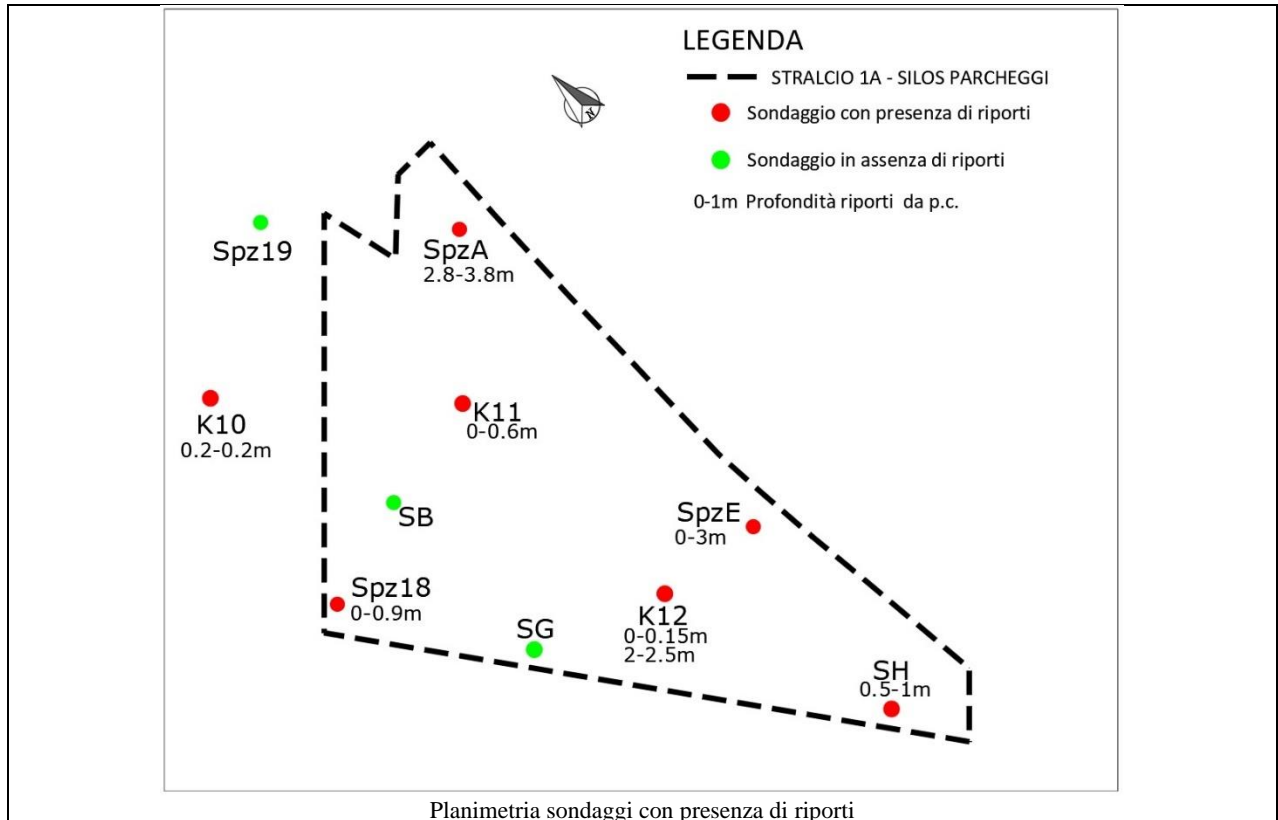 LEGENDA
STRALCIO 1A - SILOS PARCHEGGI
Sondaggio con presenza di riporti
Sondaggio in assenza di riporti
0-1m Profondità riporti da p.c.
N
Spz19
SpzA
2.8-3.8m
K10
0.2-0.2m
K11
0-0.6m
SB
SpzE
0-3m
Spz18
0-0.9m
SG
K12
0-0.15m
2-2.5m
SH
0.5-1m
Planimetria sondaggi con presenza di riporti